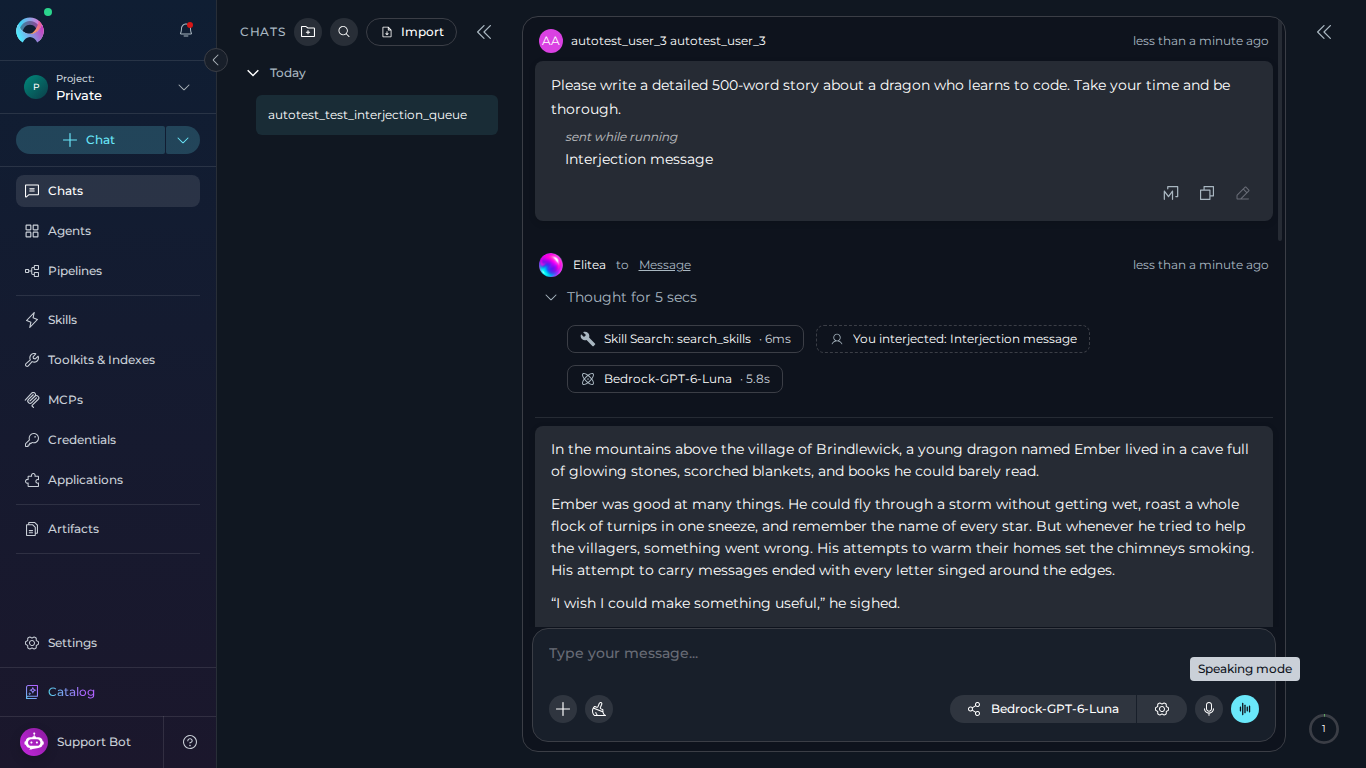 Project:
P
Private
Chat
Chats
Agents
Pipelines
Skills
Toolkits & Indexes
MCPs
Credentials
Applications
Artifacts
Settings
Catalog
Support Bot
CHATS
Import
Today
autotest_test_interjection_queue
AA
autotest_user_3 autotest_user_3
less than a minute ago
Please write a detailed 500-word story about a dragon who learns to code. Take your time and be
thorough.
sent while running
Interjection message
Elitea to Message
less than a minute ago
Thought for 5 secs
Skill Search: search_skills · 6ms
You interjected: Interjection message
Bedrock-GPT-6-Luna · 5.8s
In the mountains above the village of Brindlewick, a young dragon named Ember lived in a cave full
of glowing stones, scorched blankets, and books he could barely read.
Ember was good at many things. He could fly through a storm without getting wet, roast a whole
flock of turnips in one sneeze, and remember the name of every star. But whenever he tried to help
the villagers, something went wrong. His attempts to warm their homes set the chimneys smoking.
His attempt to carry messages ended with every letter singed around the edges.
“I wish I could make something useful,” he sighed.
Type your message...
Speaking mode
Bedrock-GPT-6-Luna
1